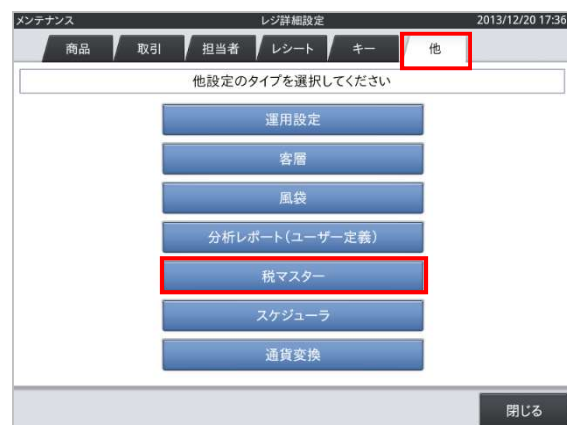 メンテナンス レジ詳細設定 2013/12/20 17:36
商品 取引 担当者 レシート キー 他
他設定のタイプを選択してください
運用設定
客層
風袋
分析レポート(ユーザー定義)
税マスター
スケジューラ
通貨変換
閉じる